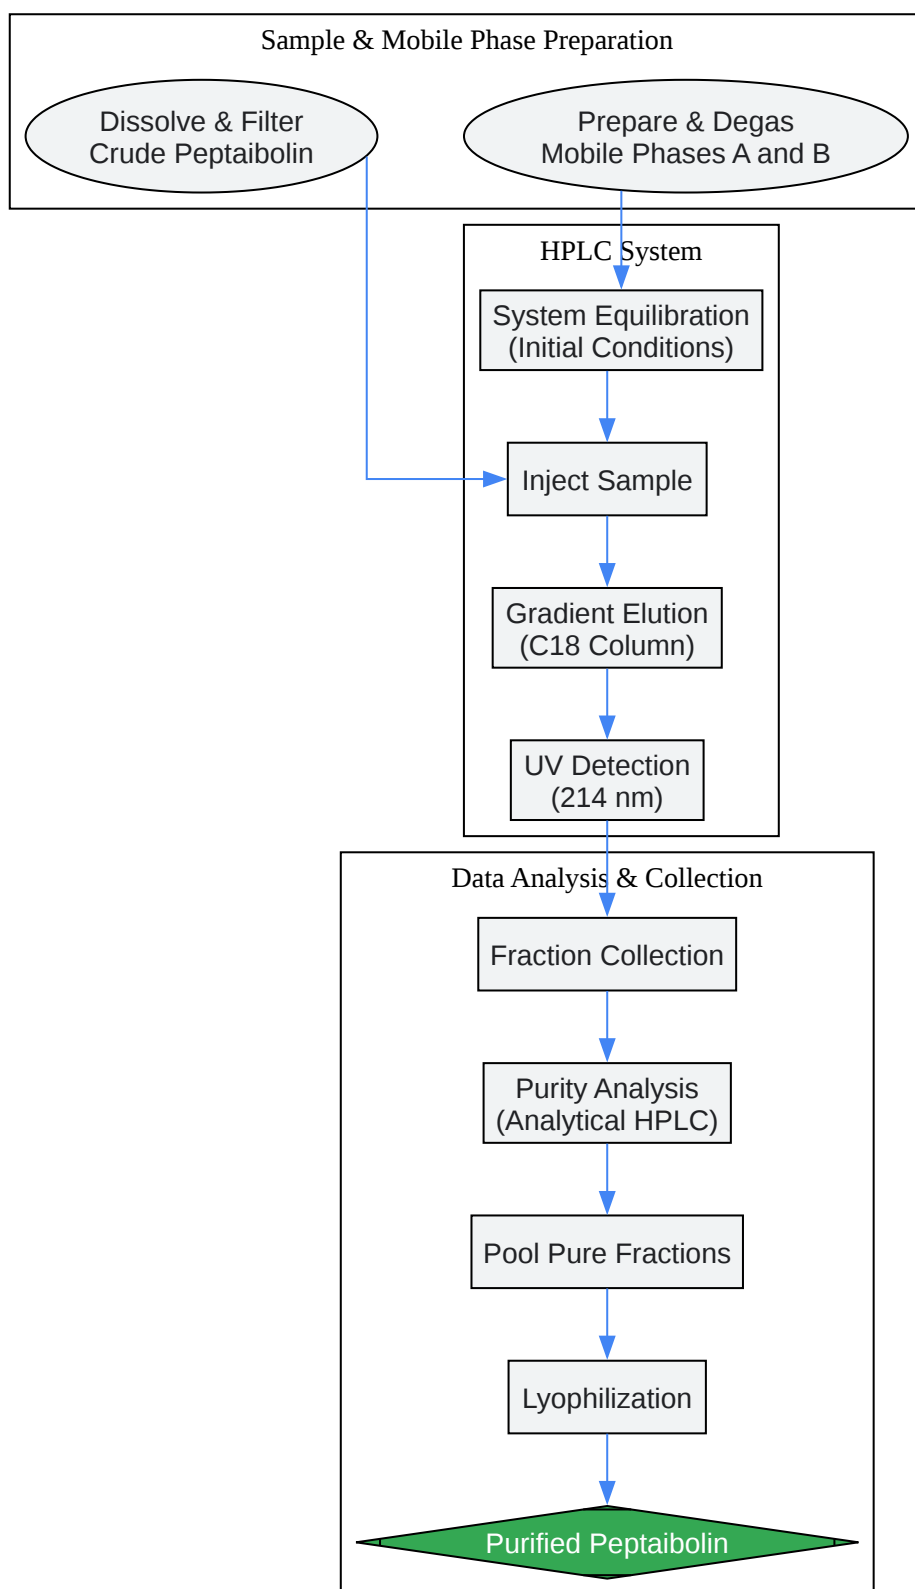 Sample & Mobile Phase Preparation
Dissolve & Filter
Crude Peptaibolin
Prepare & Degas
Mobile Phases A and B
HPLC System
System Equilibration
(Initial Conditions)
Inject Sample
Gradient Elution
(C18 Column)
UV Detection
(214 nm)
Data Analysis & Collection
Fraction Collection
Purity Analysis
(Analytical HPLC)
Pool Pure Fractions
Lyophilization
Purified Peptaibolin